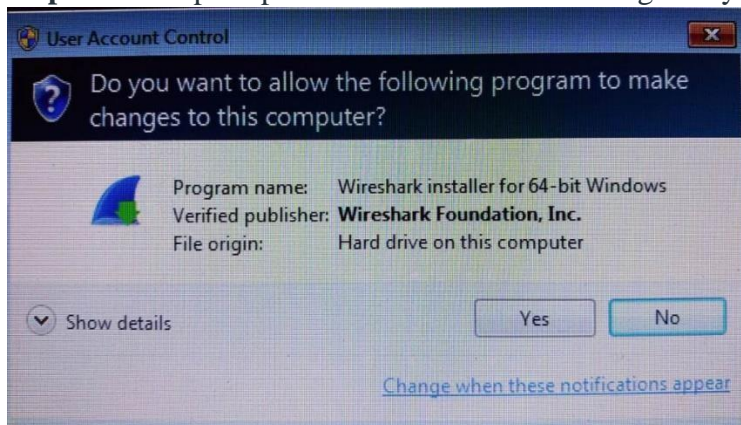 User Account Control
Do you want to allow the following program to make
changes to this computer?
Program name: Wireshark installer for 64-bit Windows
Verified publisher: Wireshark Foundation, Inc.
File origin: Hard drive on this computer
Show details
Yes
No
Change when these notifications appear